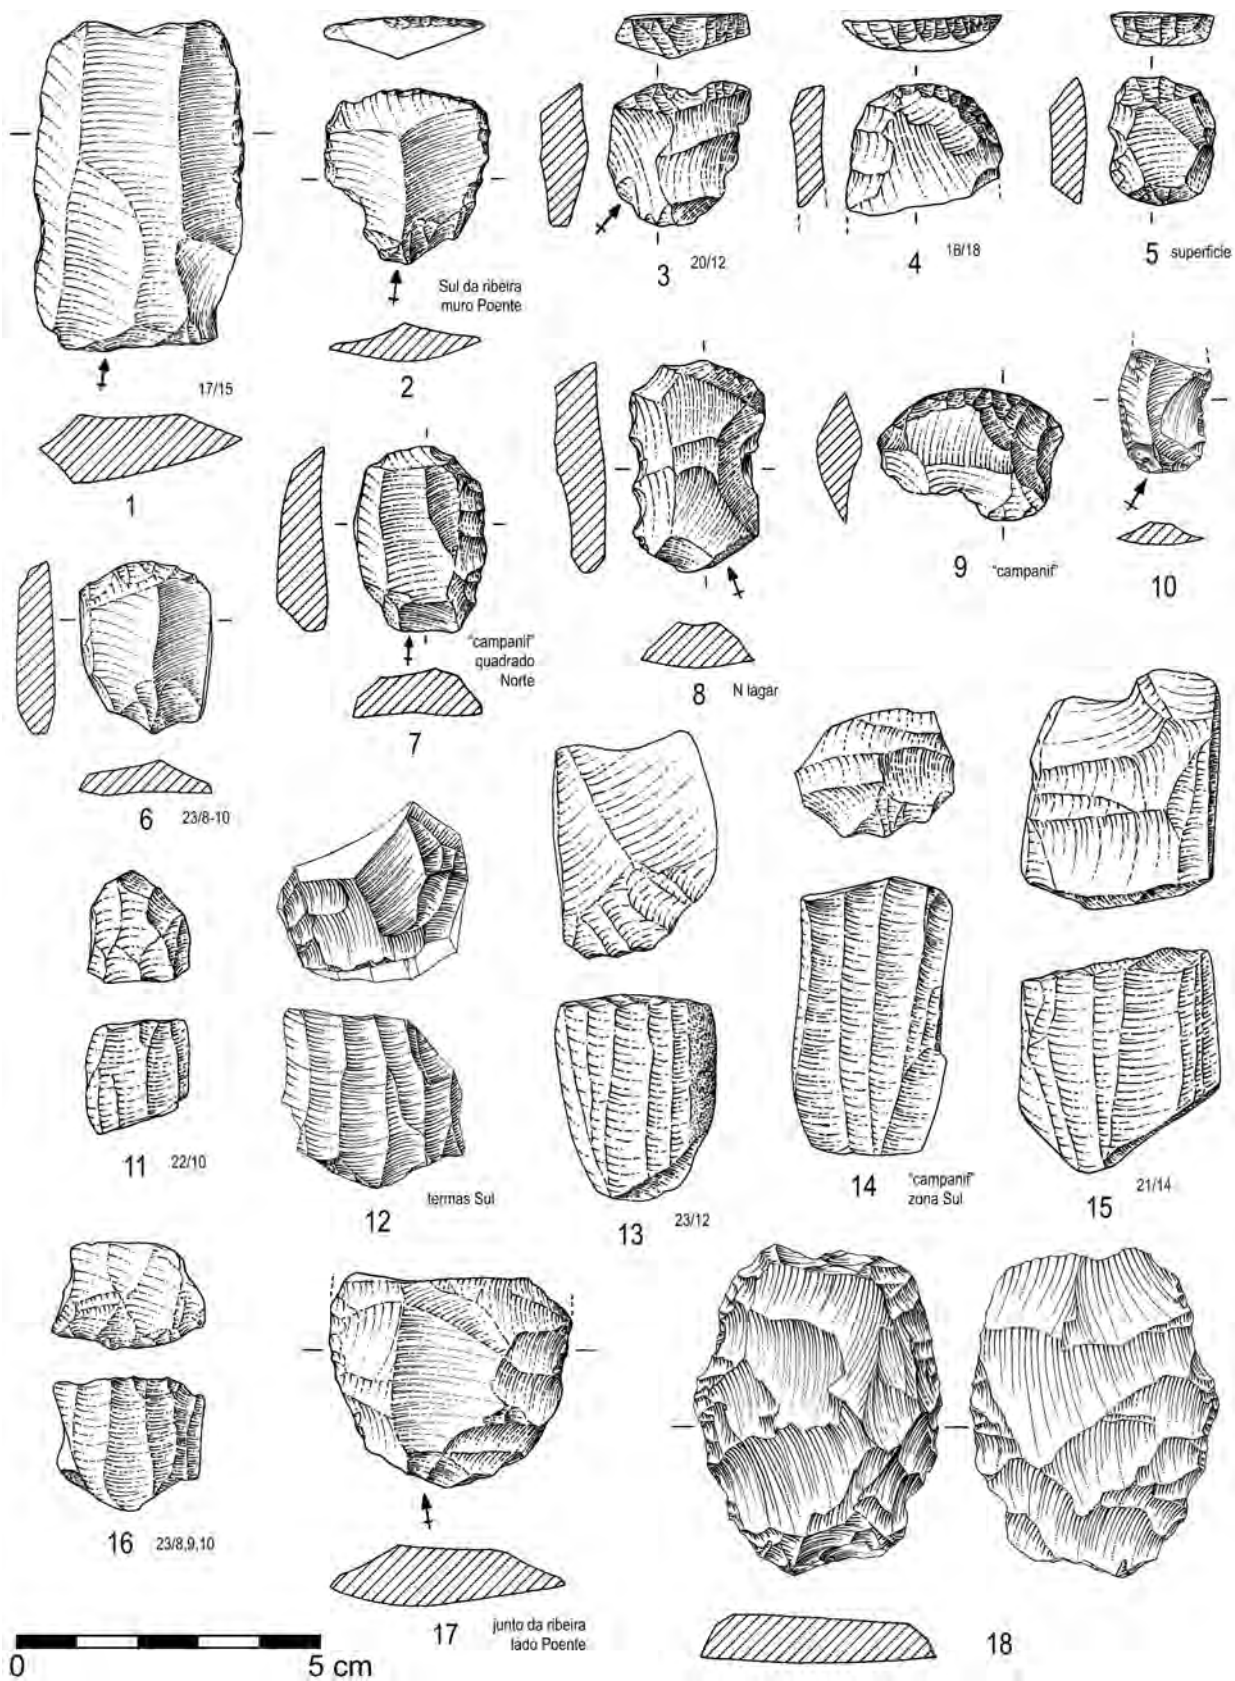 17/15
1
Sul da ribeira
muro Poente
2
3 20/12
4 16/18
5 superfície
6 23/8-10
"campanif"
quadrado
Norte
7
8 N lagar
9 "campanif"
10
11 22/10
12 termas Sul
13 23/12
14 "campanif"
zona Sul
15 21/14
16 23/8,9,10
17 junto da ribeira
lado Poente
18
0 5 cm